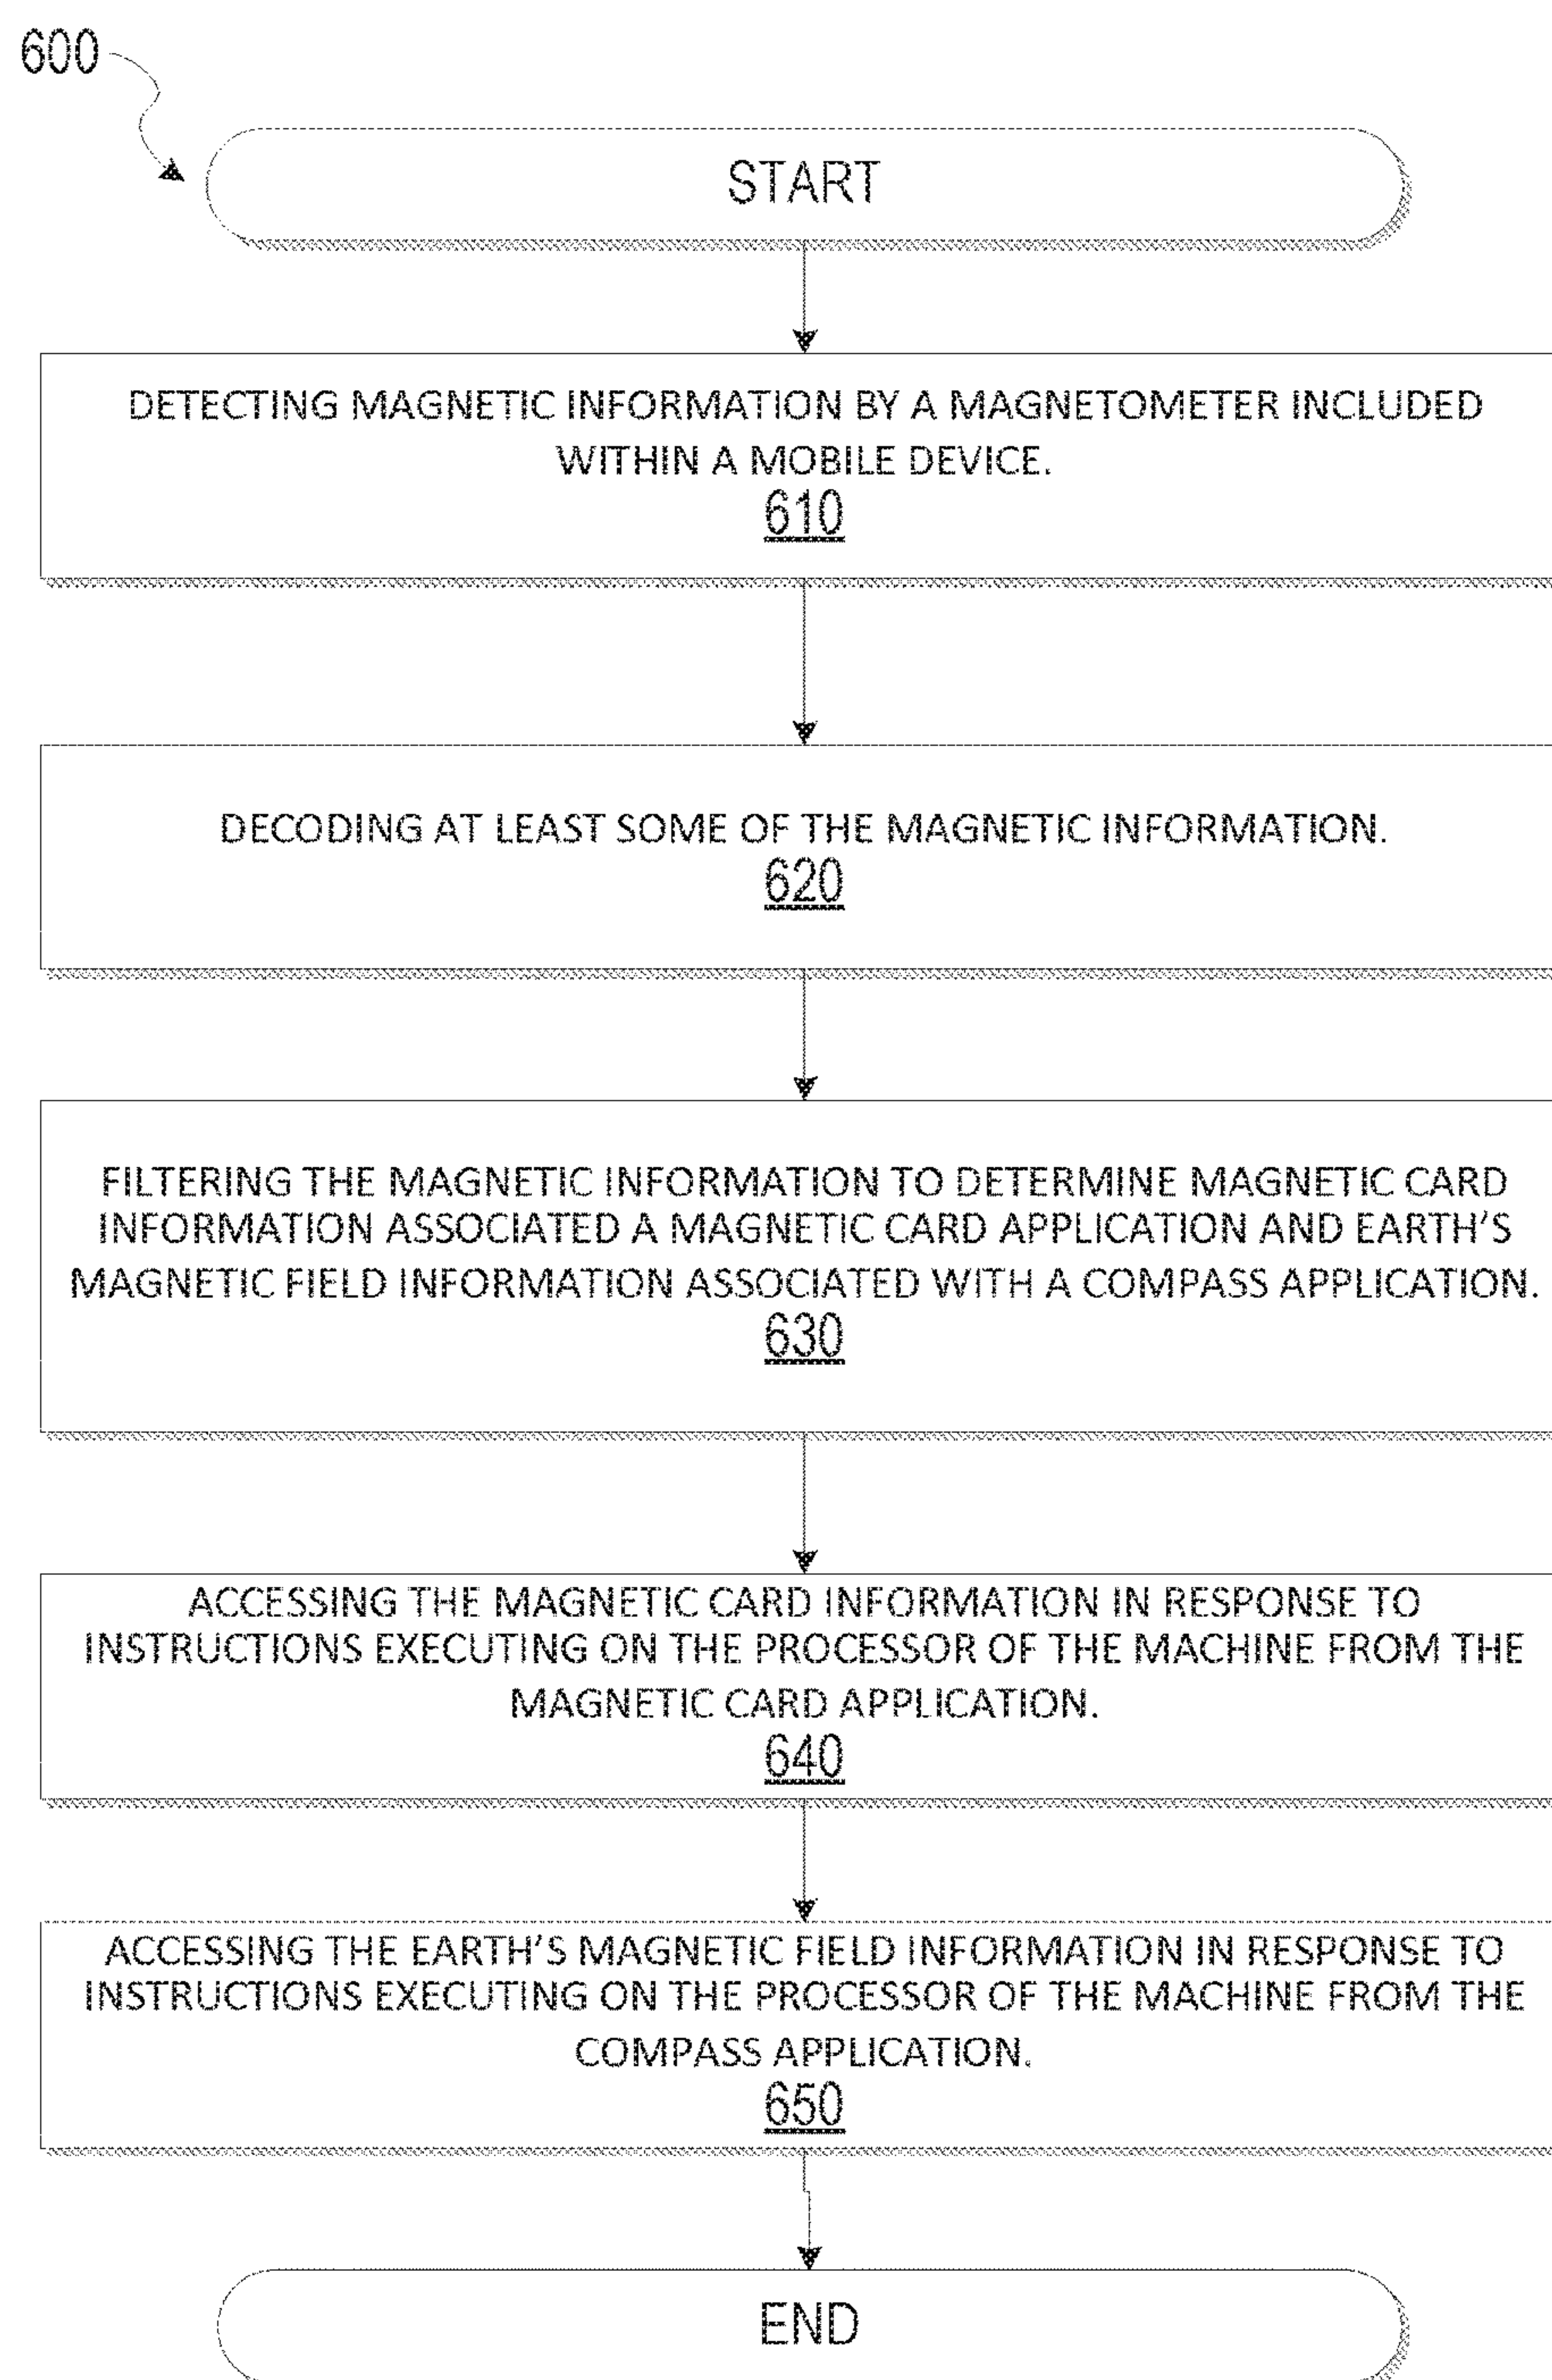 600
START
DETECTING MAGNETIC INFORMATION BY A MAGNETOMETER INCLUDED
WITHIN A MOBILE DEVICE.
610
DECODING AT LEAST SOME OF THE MAGNETIC INFORMATION.
620
FILTERING THE MAGNETIC INFORMATION TO DETERMINE MAGNETIC CARD
INFORMATION ASSOCIATED A MAGNETIC CARD APPLICATION AND EARTH'S
MAGNETIC FIELD INFORMATION ASSOCIATED WITH A COMPASS APPLICATION.
630
ACCESSING THE MAGNETIC CARD INFORMATION IN RESPONSE TO
INSTRUCTIONS EXECUTING ON THE PROCESSOR OF THE MACHINE FROM THE
MAGNETIC CARD APPLICATION.
640
ACCESSING THE EARTH'S MAGNETIC FIELD INFORMATION IN RESPONSE TO
INSTRUCTIONS EXECUTING ON THE PROCESSOR OF THE MACHINE FROM THE
COMPASS APPLICATION.
650
END